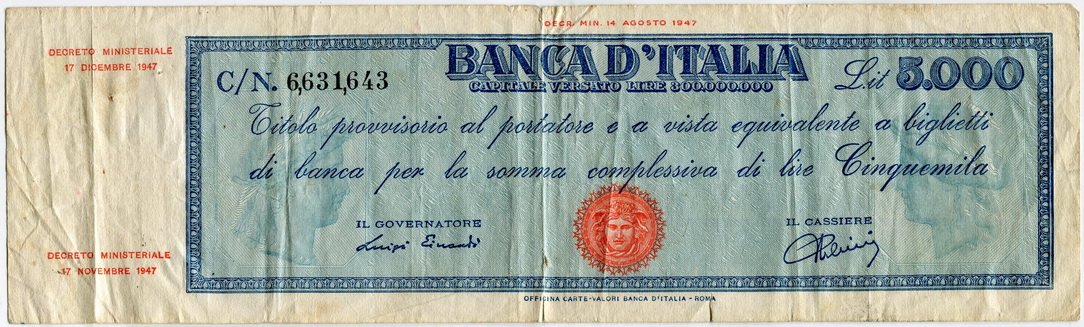 DECR. MIN. 14 AGOSTO 1947
DECRETO MINISTERIALE
17 DICEMBRE 1947
BANCA D'ITALIA
CAPITALE VERSATO LIRE 300.000.000
C/N. 6,631,643
L.it 5.000
Titolo provvisorio al portatore e a vista equivalente a biglietti
di banca per la somma complessiva di lire Cinquemila
IL GOVERNATORE
Luigi Einaudi
IL CASSIERE
DECRETO MINISTERIALE
17 NOVEMBRE 1947
OFFICINA CARTE-VALORI BANCA D'ITALIA - ROMA